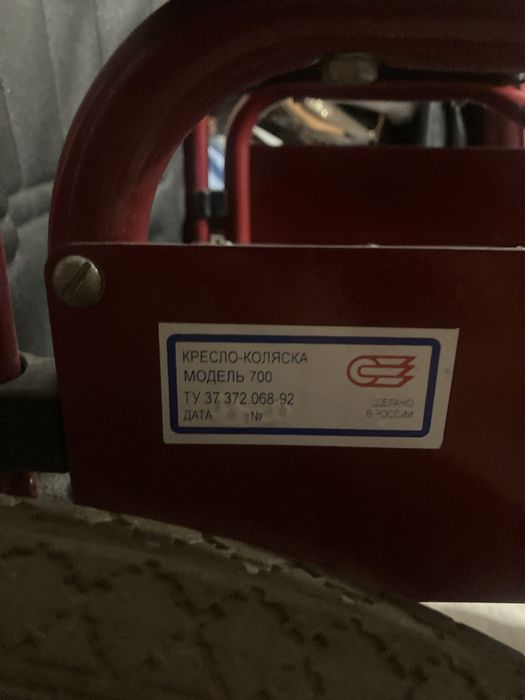 КРЕСЛО-КОЛЯСКА
МОДЕЛЬ 700
ТУ 37 372.068-92
ДАТА №
СДЕЛАНО
В РОССИИ